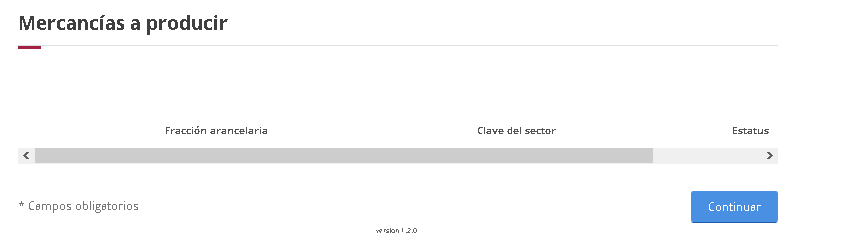 Mercancías a producir
Fracción arancelaria Clave del sector Estatus
* Campos obligatorios
Continuar
version 1.2.0